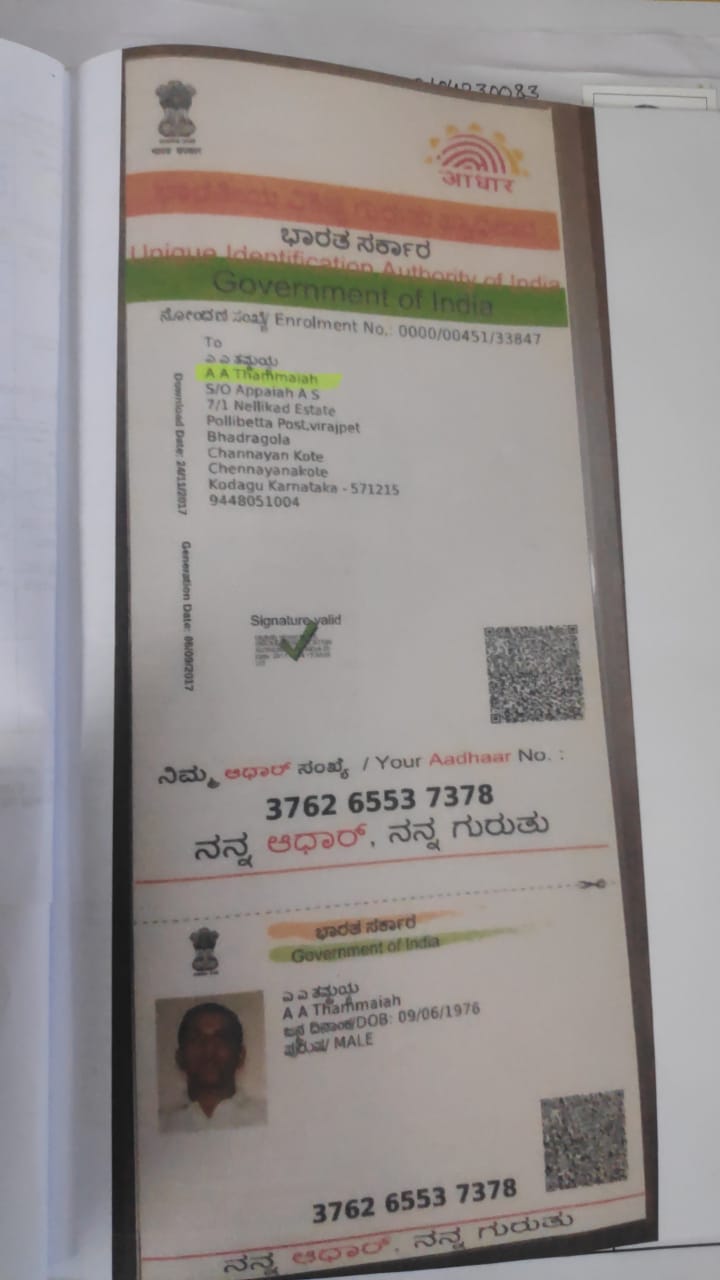 भारत सरकार
आधार
ಭಾರತ ಸರ್ಕಾರ
Unique Identification Authority of India
Government of India
ನೋಂದಣಿ ಸಂಖ್ಯೆ/ Enrolment No.: 0000/00451/33847
To
ಎ ಎ ತಮ್ಮಯ್ಯ
A A Thammaiah
S/O Appaiah A S
7/1 Nellikad Estate
Pollibetta Post,virajpet
Bhadragola
Channayan Kote
Chennayanakote
Kodagu Karnataka - 571215
9448051004
Download Date: 24/11/2017
Generation Date: 06/09/2017
Signature valid
ನಿಮ್ಮ ಆಧಾರ್ ಸಂಖ್ಯೆ / Your Aadhaar No. :
3762 6553 7378
ನನ್ನ ಆಧಾರ್, ನನ್ನ ಗುರುತು
ಭಾರತ ಸರ್ಕಾರ
Government of India
ಎ ಎ ತಮ್ಮಯ್ಯ
A A Thammaiah
ಜನ್ಮ ದಿನಾಂಕ/DOB: 09/06/1976
ಪುರುಷ/ MALE
3762 6553 7378
ನನ್ನ ಆಧಾರ್, ನನ್ನ ಗುರುತು